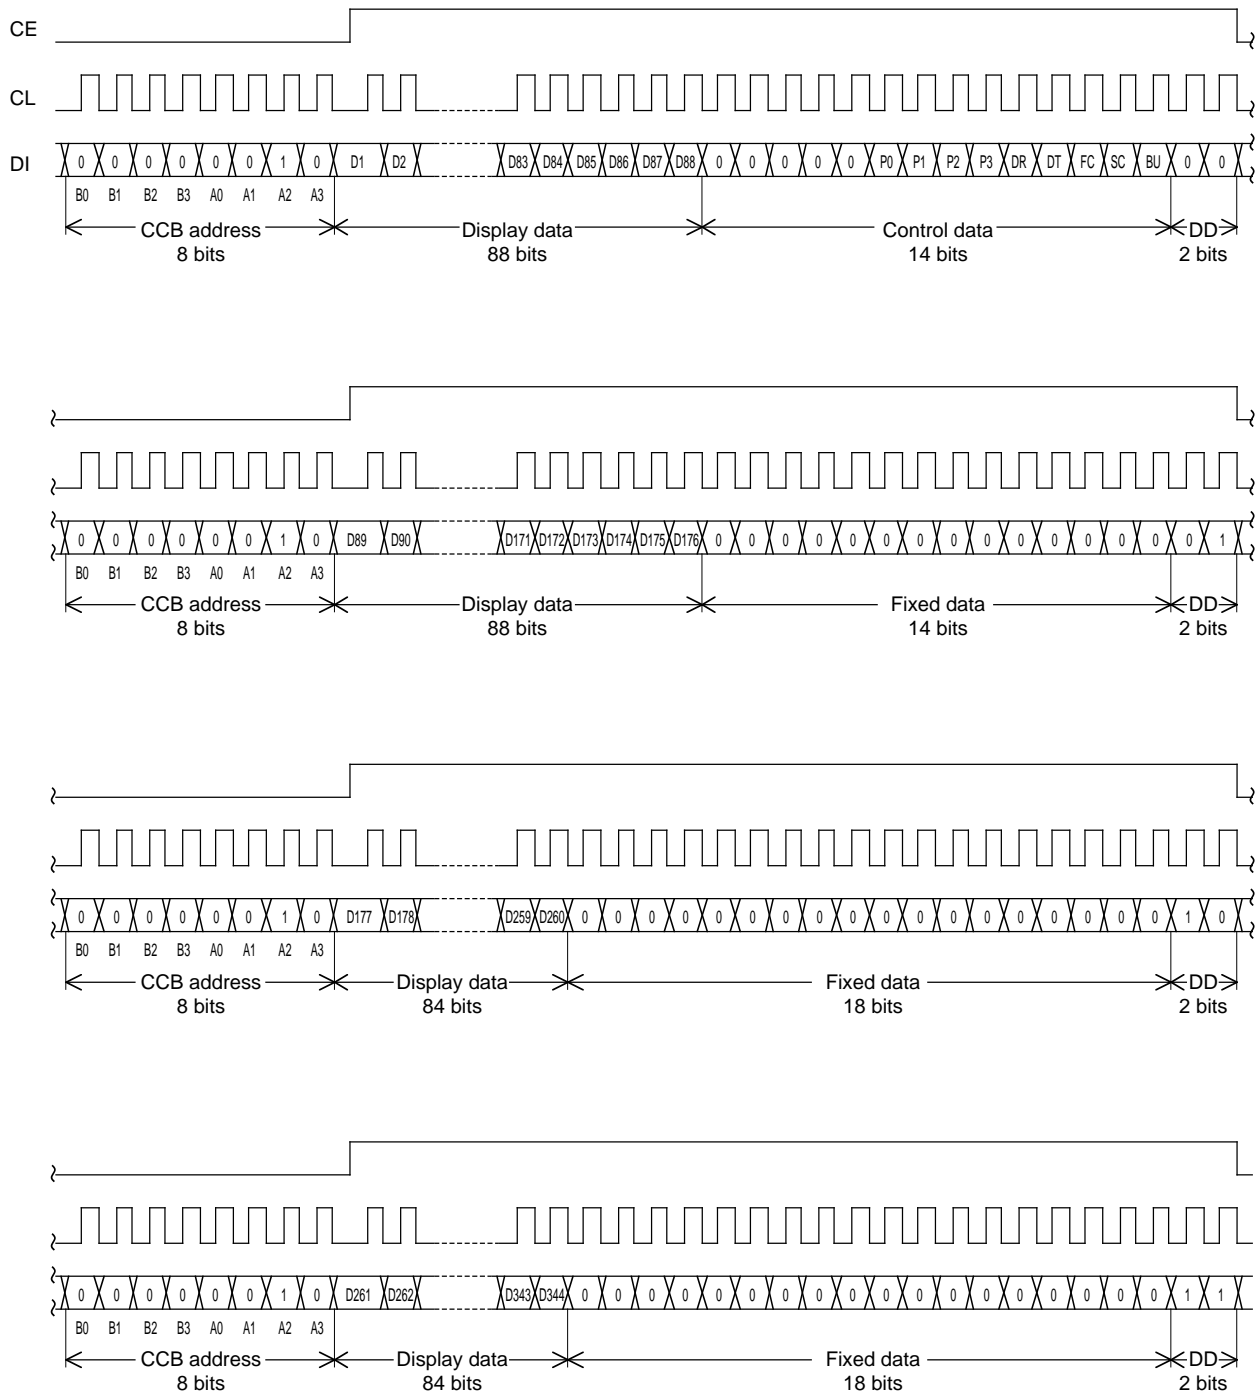 CE
CL
DI 0 0 0 0 0 0 1 0 D1 D2 D83 D84 D85 D86 D87 D88 0 0 0 0 0 P0 P1 P2 P3 DR DT FC SC BU 0 0
B0 B1 B2 B3 A0 A1 A2 A3
CCB address Display data Control data DD
8 bits 88 bits 14 bits 2 bits
0 0 0 0 0 0 1 0 D89 D90 D171 D172 D173 D174 D175 D176 0 0 0 0 0 0 0 0 0 0 0 0 0 0 0 1
B0 B1 B2 B3 A0 A1 A2 A3
CCB address Display data Fixed data DD
8 bits 88 bits 14 bits 2 bits
0 0 0 0 0 0 1 0 D177 D178 D259 D260 0 0 0 0 0 0 0 0 0 0 0 0 0 0 0 0 0 0 1 0
B0 B1 B2 B3 A0 A1 A2 A3
CCB address Display data Fixed data DD
8 bits 84 bits 18 bits 2 bits
0 0 0 0 0 0 1 0 D261 D262 D343 D344 0 0 0 0 0 0 0 0 0 0 0 0 0 0 0 0 0 0 1 1
B0 B1 B2 B3 A0 A1 A2 A3
CCB address Display data Fixed data DD
8 bits 84 bits 18 bits 2 bits